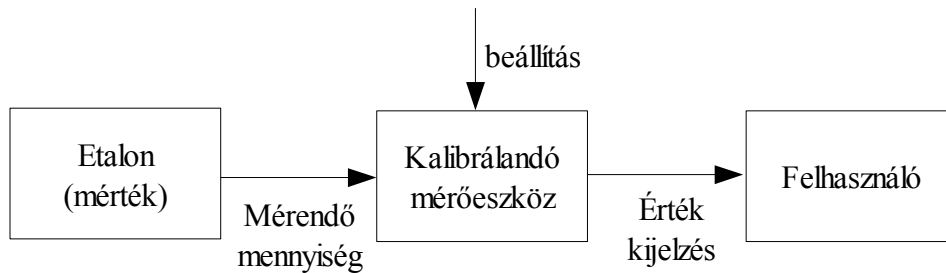 beállítás
Etalon
(mérték)
Mérendő
mennyiség
Kalibrálandó
mérőeszköz
Érték
kijelzés
Felhasználó